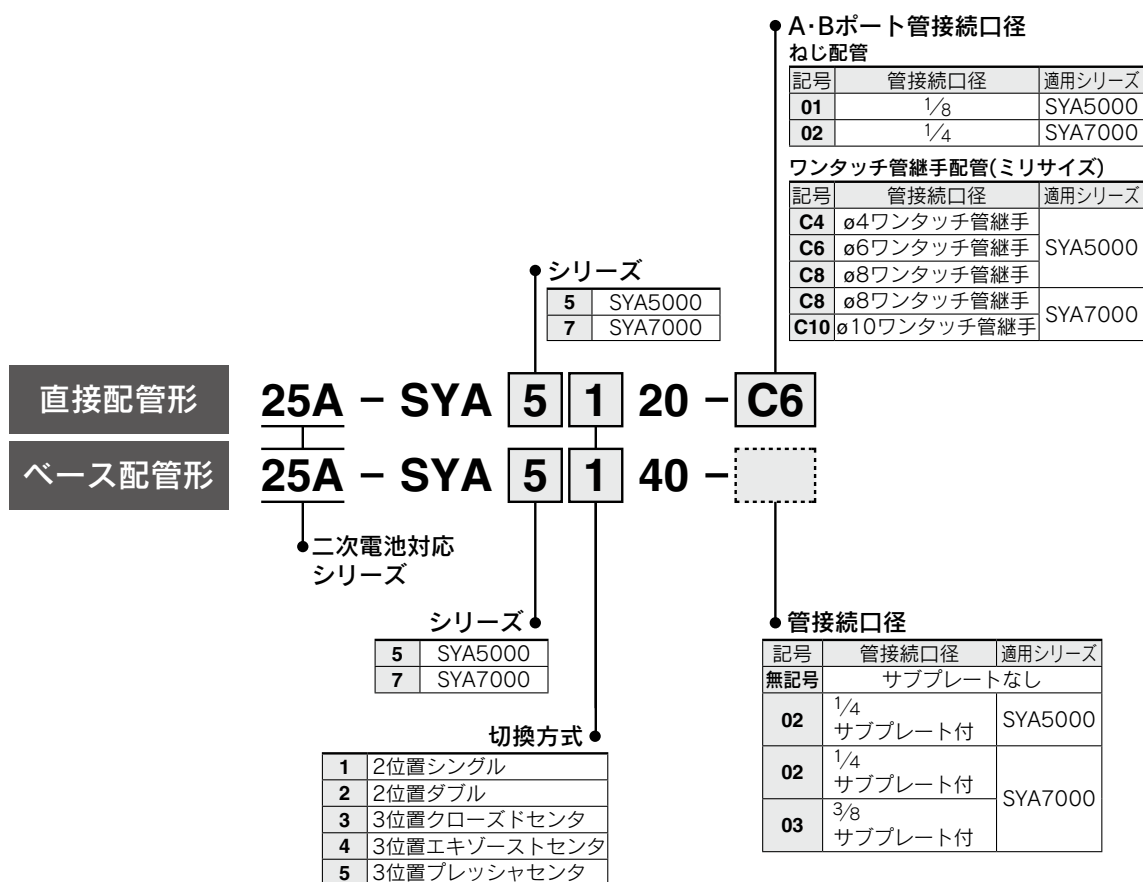 A・Bポート管接続口径
ねじ配管
記号 管接続口径 適用シリーズ
01 1/8 SYA5000
02 1/4 SYA7000
ワンタッチ管継手配管(ミリサイズ)
記号 管接続口径 適用シリーズ
C4 ø4ワンタッチ管継手
C6 ø6ワンタッチ管継手 SYA5000
C8 ø8ワンタッチ管継手
C8 ø8ワンタッチ管継手 SYA7000
C10 ø10ワンタッチ管継手
シリーズ
5 SYA5000
7 SYA7000
直接配管形 25A － SYA 5 1 20 － C6
ベース配管形 25A － SYA 5 1 40 －
二次電池対応
シリーズ
シリーズ
5 SYA5000
7 SYA7000
切換方式
1 2位置シングル
2 2位置ダブル
3 3位置クローズドセンタ
4 3位置エキゾーストセンタ
5 3位置プレッシャセンタ
管接続口径
記号 管接続口径 適用シリーズ
無記号 サブプレートなし
02 1/4
サブプレート付 SYA5000
02 1/4
サブプレート付 SYA7000
03 3/8
サブプレート付